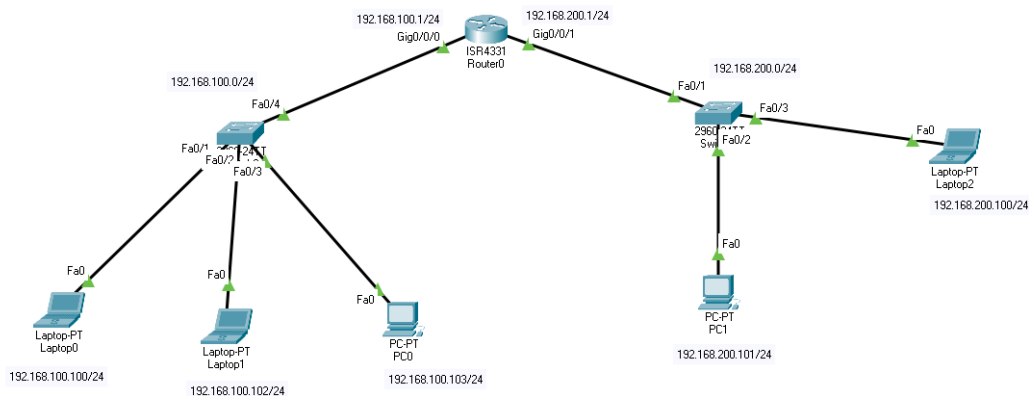 192.168.100.1/24
192.168.200.1/24
Gig0/0/0
Gig0/0/1
ISR4331
Router0
192.168.100.0/24
192.168.200.0/24
Fa0/4
Fa0/1
Fa0/3
Fa0/1
Fa0/2
Fa0/3
Fa0/2
Fa0
Laptop-PT
Laptop2
192.168.200.100/24
Fa0
Fa0
Fa0
Fa0
Laptop-PT
Laptop0
Laptop-PT
Laptop1
PC-PT
PC0
PC-PT
PC1
192.168.200.101/24
192.168.100.100/24
192.168.100.102/24
192.168.100.103/24